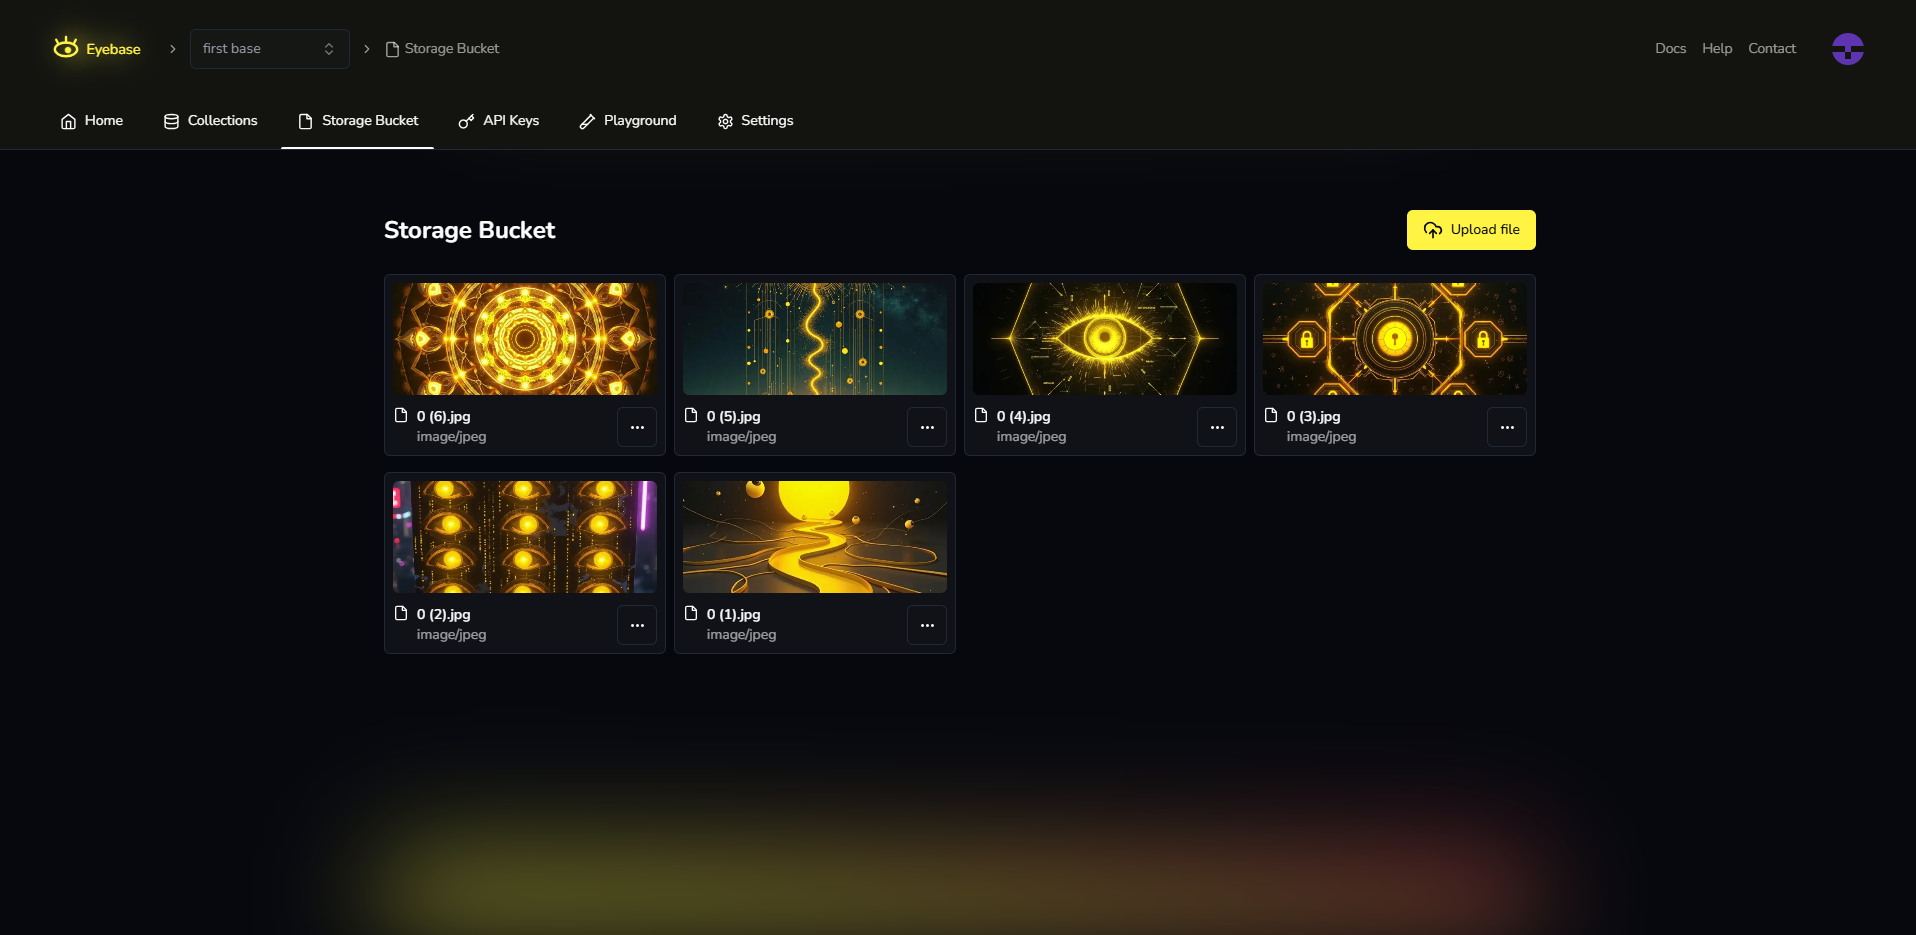 Eyebase
first base
Storage Bucket
Docs Help Contact
Home Collections Storage Bucket API Keys Playground Settings
Storage Bucket
Upload file
0 (6).jpg
image/jpeg
0 (5).jpg
image/jpeg
0 (4).jpg
image/jpeg
0 (3).jpg
image/jpeg
0 (2).jpg
image/jpeg
0 (1).jpg
image/jpeg